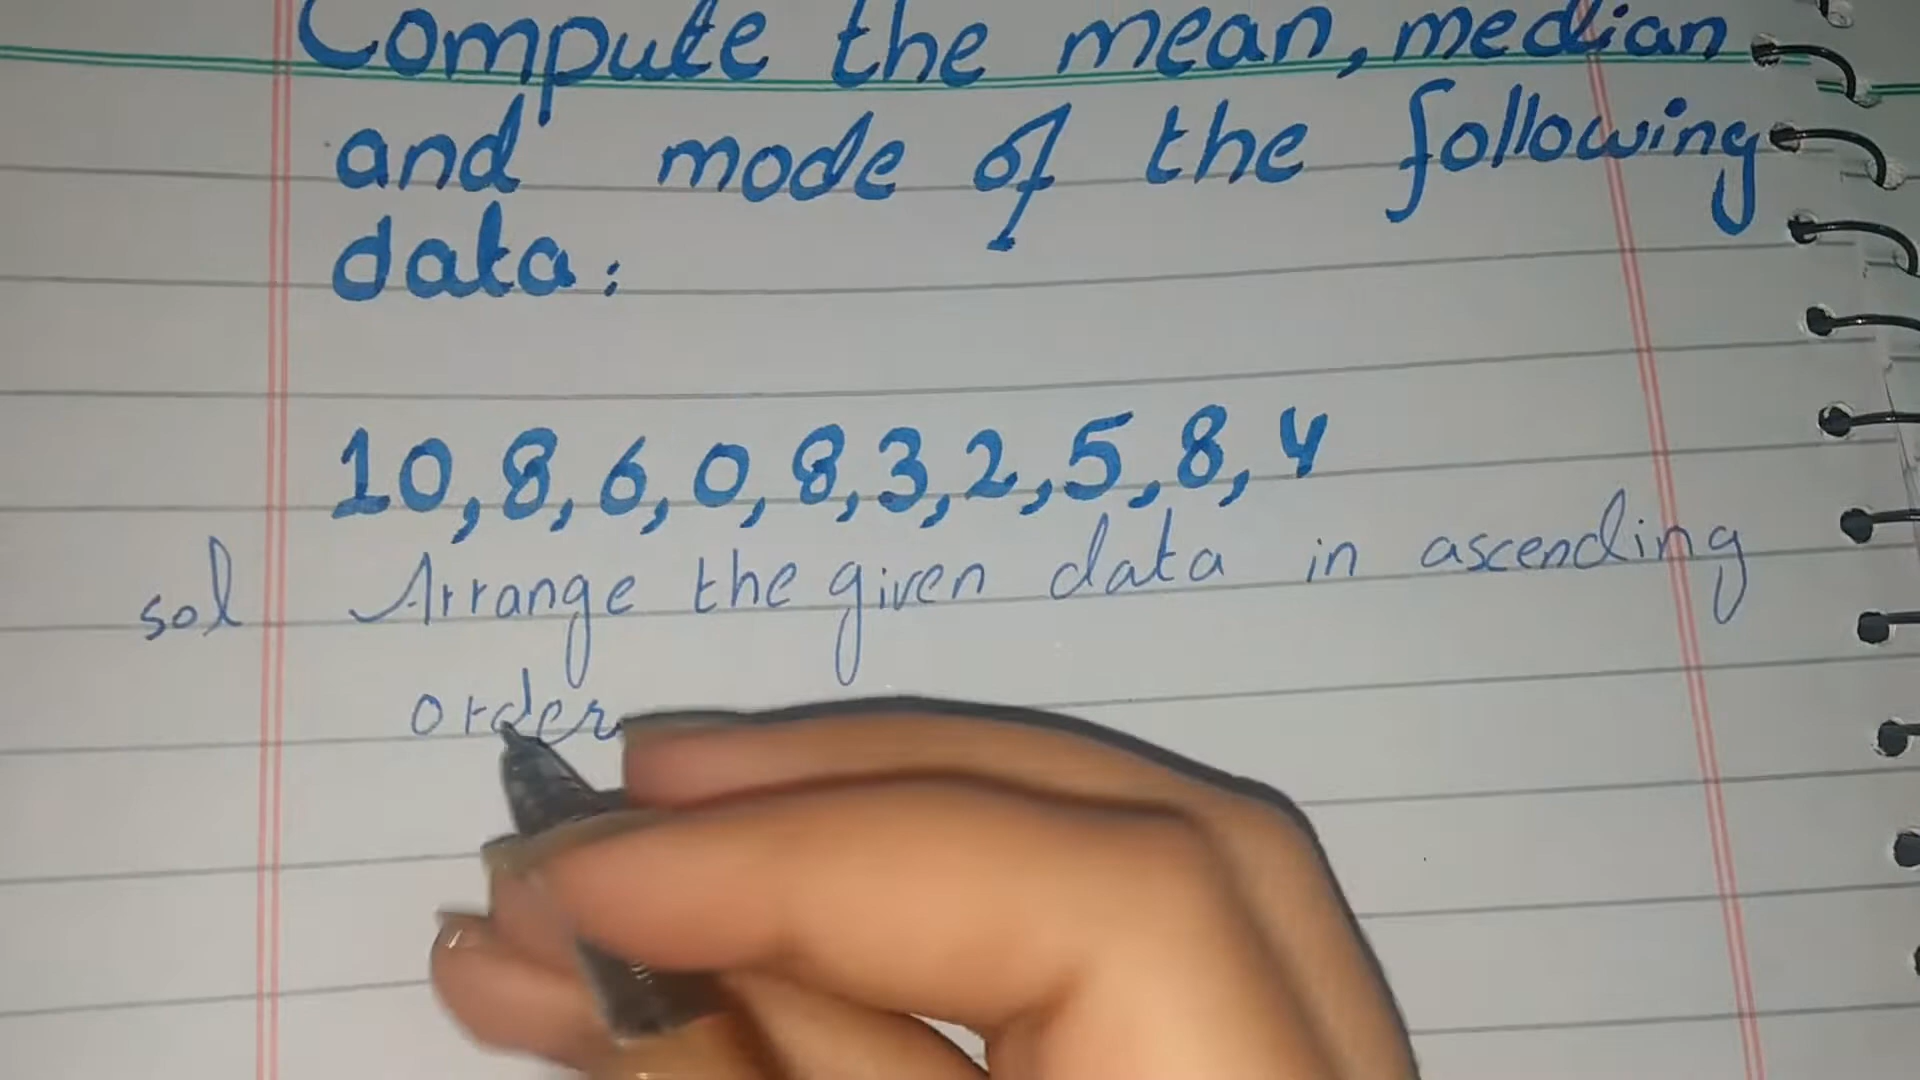 Compute the mean, median
and mode of the following
data:
10, 8, 6, 0, 8, 3, 2, 5, 8, 4
sol Arrange the given data in ascending
order